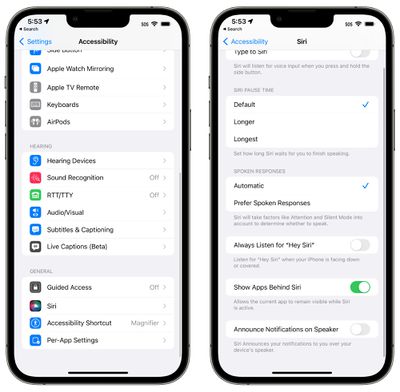 5:53
SOS
Search
Settings
Accessibility
Side Button
Apple Watch Mirroring
Apple TV Remote
Keyboards
AirPods
HEARING
Hearing Devices
Sound Recognition Off
RTT/TTY Off
Audio/Visual
Subtitles & Captioning
Live Captions (Beta)
GENERAL
Guided Access Off
Siri
Accessibility Shortcut Magnifier
Per-App Settings
5:53
SOS
Search
Accessibility
Siri
Type to Siri
Siri will listen for voice input when you press and hold the
side button.
SIRI PAUSE TIME
Default
Longer
Longest
Set how long Siri waits for you to finish speaking.
SPOKEN RESPONSES
Automatic
Prefer Spoken Responses
Siri will take factors like Attention and Silent Mode into
account to determine when to speak.
Always Listen for “Hey Siri”
Listen for “Hey Siri” when your iPhone is facing down
or covered.
Show Apps Behind Siri
Allows the current app to remain visible while Siri
is active.
Announce Notifications on Speaker
Siri Announces your notifications to you over your
device's speaker.